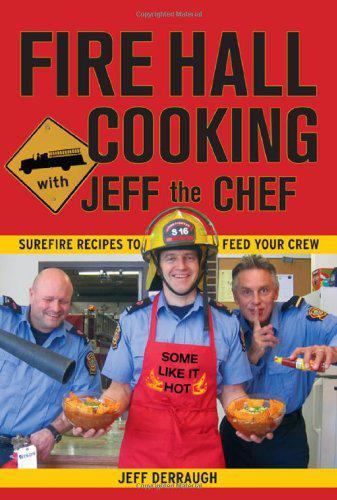 FIRE HALL
COOKING
with JEFF the CHEF
SUREFIRE RECIPES TO FEED YOUR CREW
S 16
SOME
LIKE IT
HOT
JEFF DERRAUGH